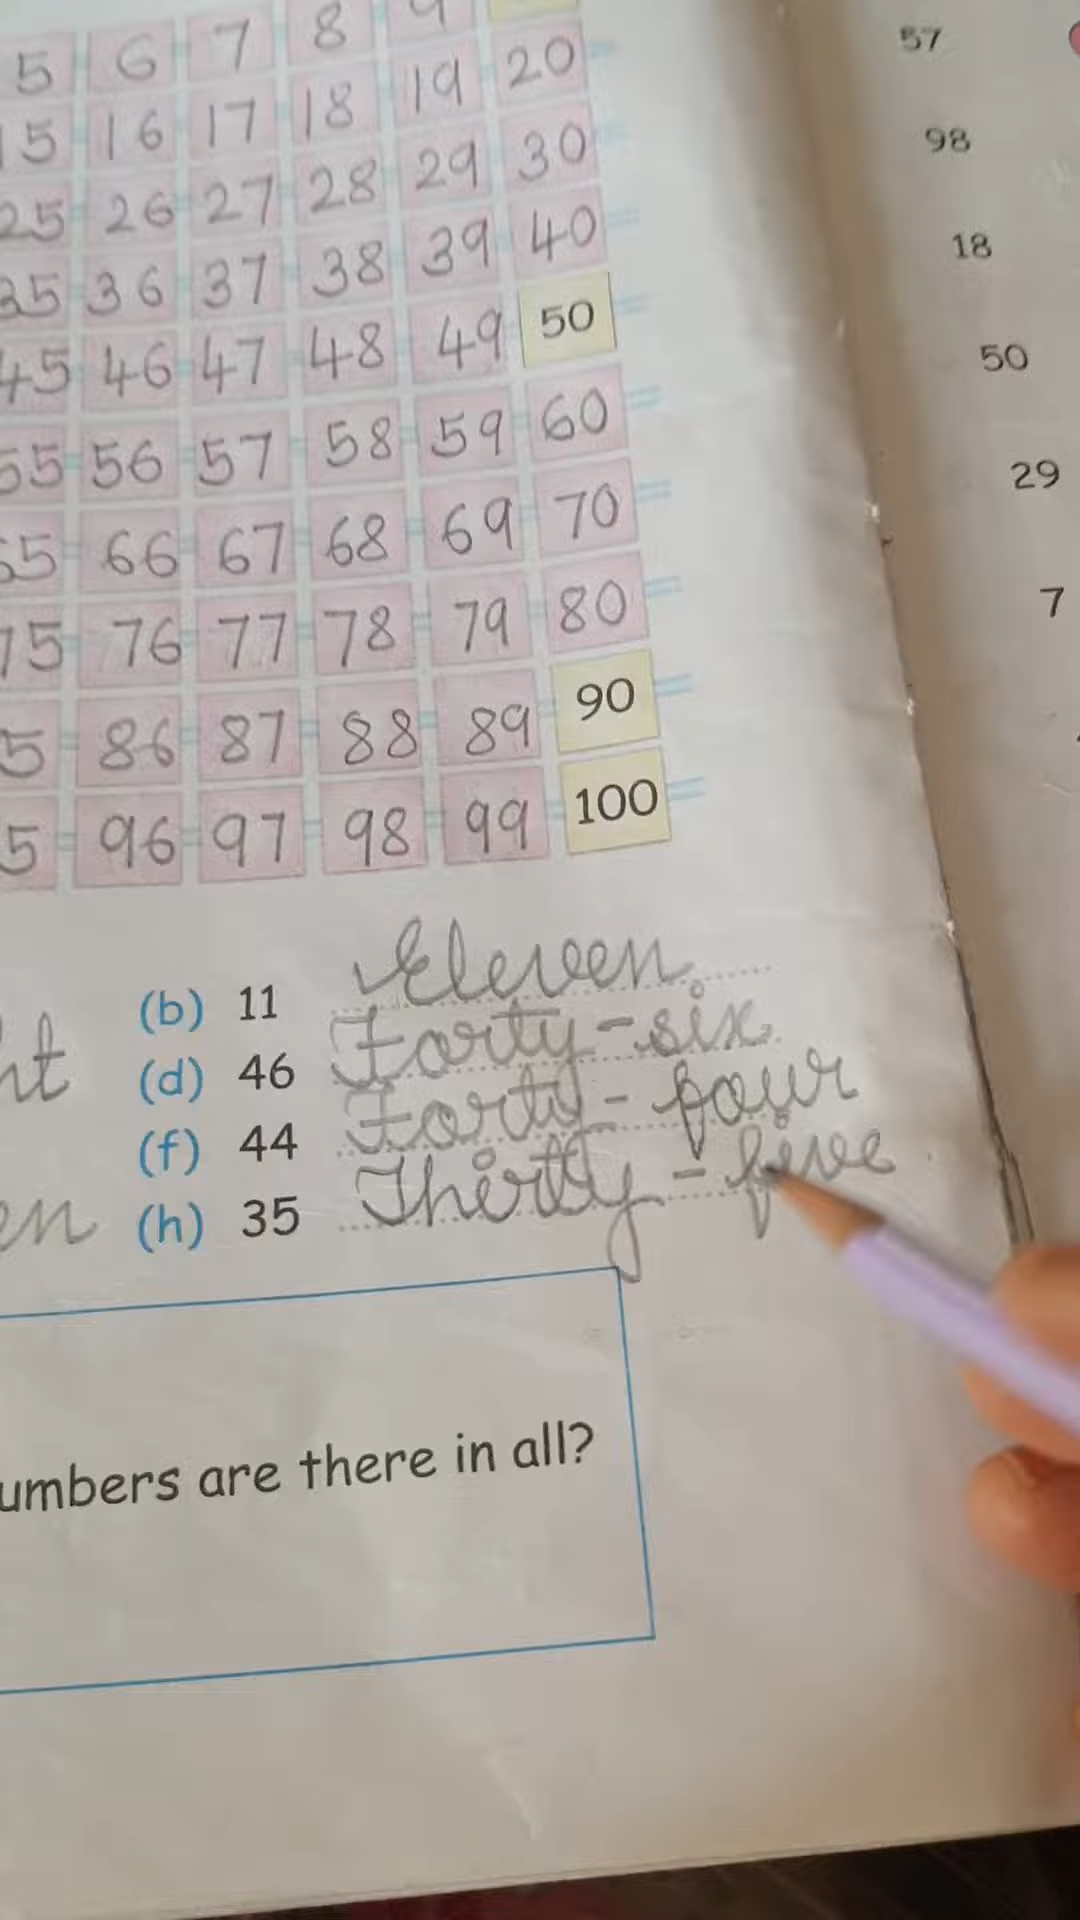 5 6 7 8 9
15 16 17 18 19 20
25 26 27 28 29 30
35 36 37 38 39 40
45 46 47 48 49 50
55 56 57 58 59 60
65 66 67 68 69 70
75 76 77 78 79 80
5 86 87 88 89 90
5 96 97 98 99 100
(b) 11 Eleven
ht (d) 46 Forty-six
(f) 44 Forty-four
en (h) 35 Thirty-five
umbers are there in all?
57
98
18
50
29
7